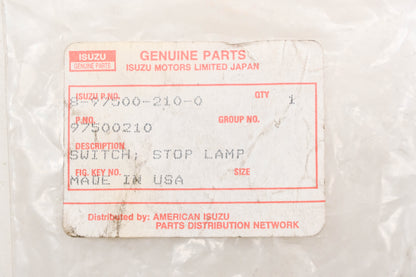 ISUZU
GENUINE PARTS
GENUINE PARTS
ISUZU MOTORS LIMITED JAPAN
ISUZU P.NO. QTY
8-97500-210-0 1
P.NO. GROUP NO.
97500210
DESCRIPTION
SWITCH; STOP LAMP
FIG. KEY NO. SIZE
MADE IN USA
Distributed by: AMERICAN ISUZU
PARTS DISTRIBUTION NETWORK